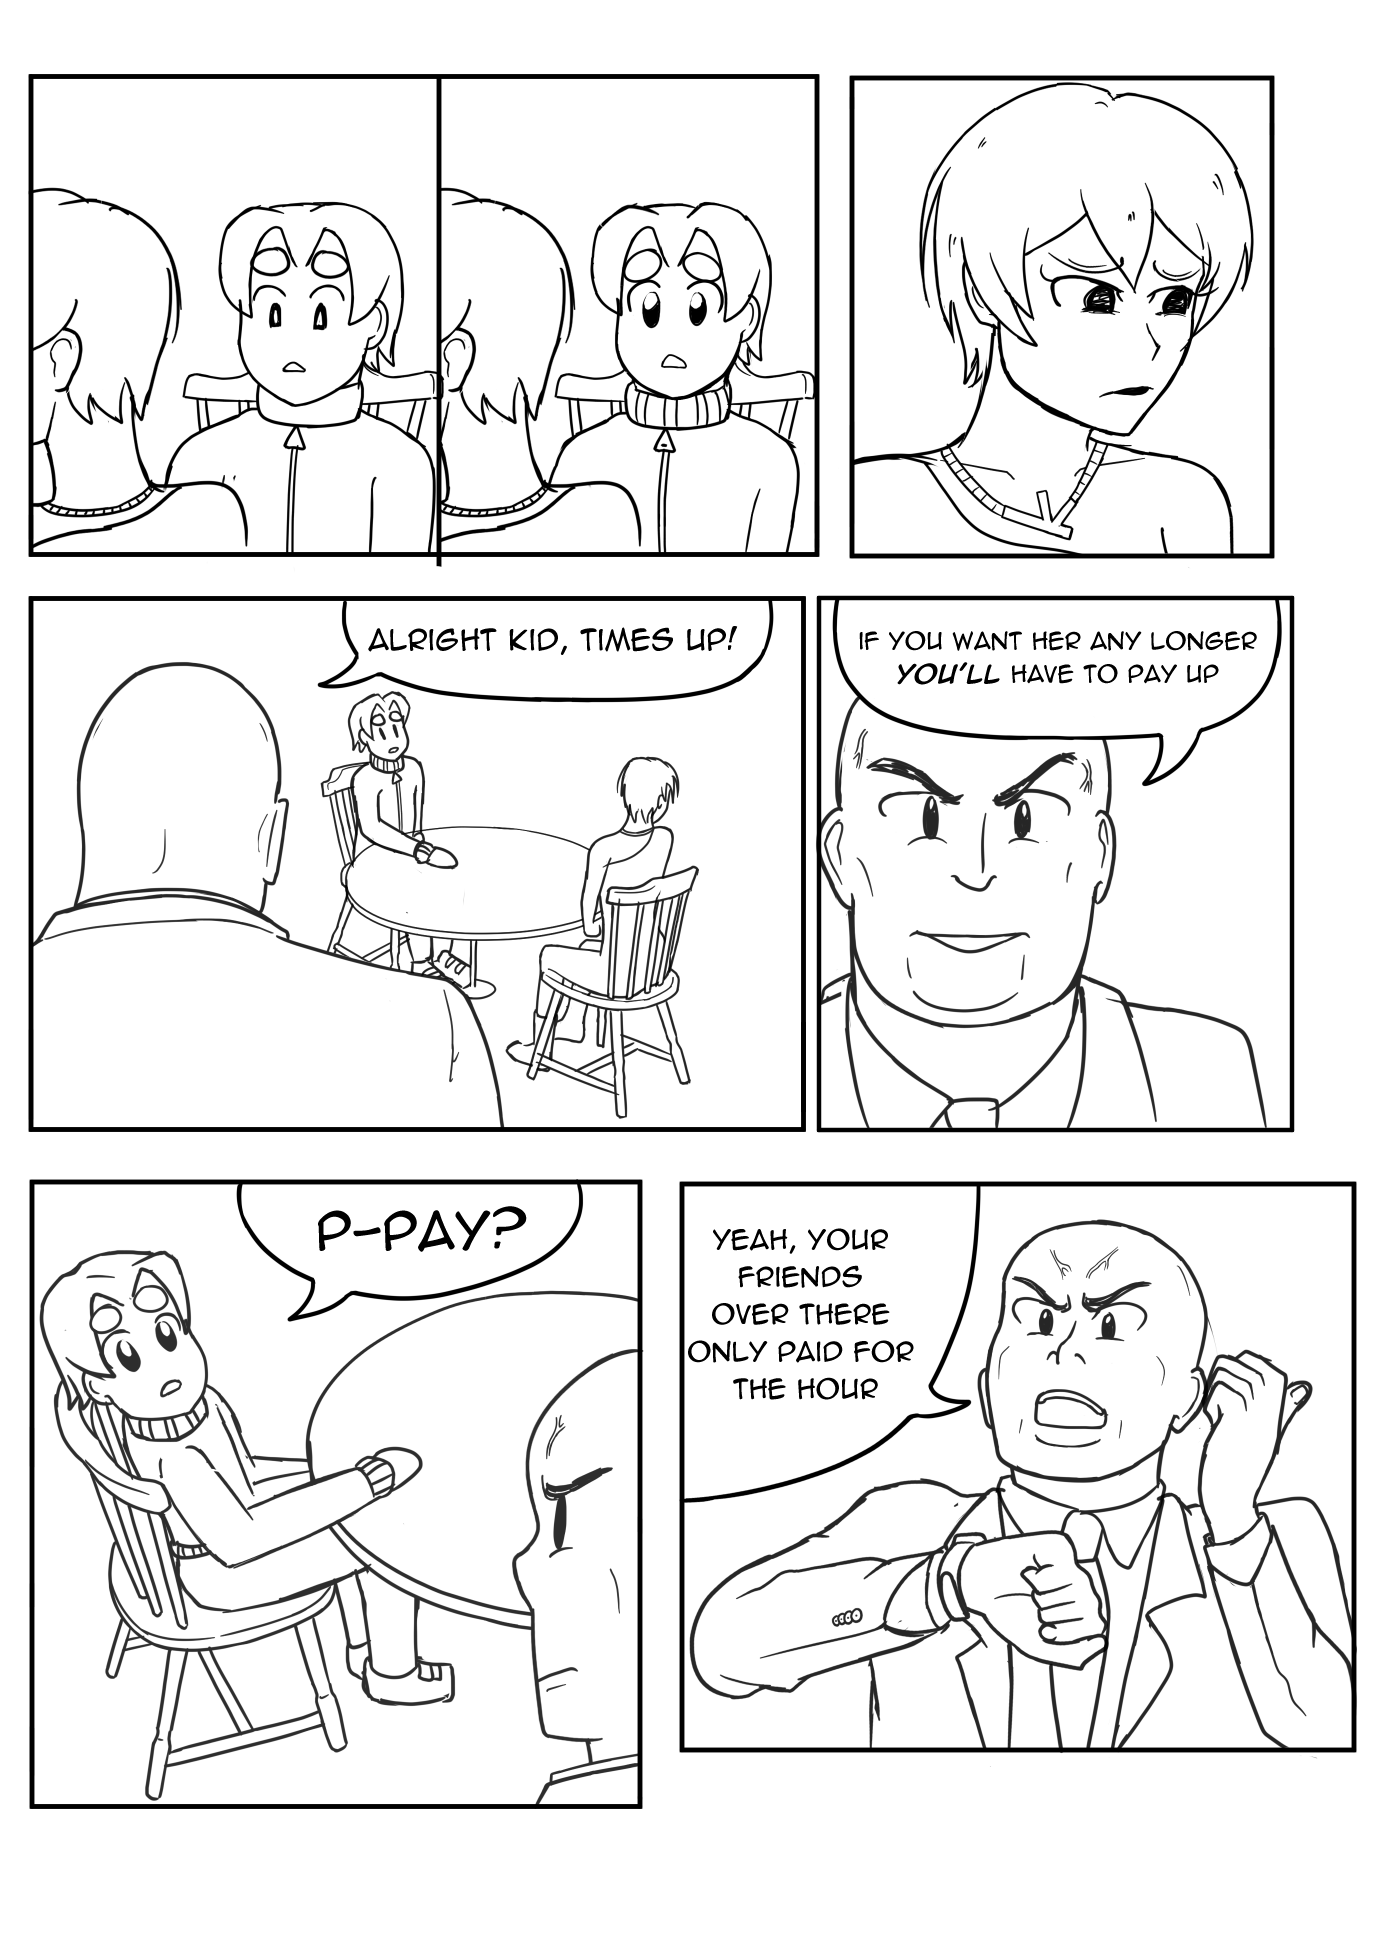 ALRIGHT KID, TIMES UP!
IF YOU WANT HER ANY LONGER
YOU'LL HAVE TO PAY UP
P-PAY?
YEAH, YOUR
FRIENDS
OVER THERE
ONLY PAID FOR
THE HOUR